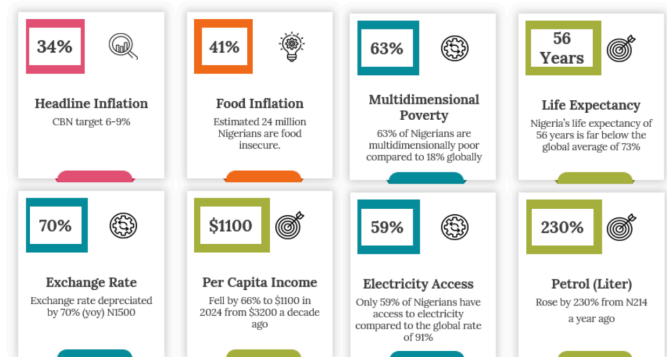 34%
Headline Inflation
CBN target 6-9%
41%
Food Inflation
Estimated 24 million
Nigerians are food
insecure.
63%
Multidimensional
Poverty
63% of Nigerians are
multidimensionally poor
compared to 18% globally
56
Years
Life Expectancy
Nigeria's life expectancy of
56 years is far below the
global average of 73%
70%
Exchange Rate
Exchange rate depreciated
by 70% (yoy) N1500
$1100
Per Capita Income
Fell by 66% to $1100 in
2024 from $3200 a decade
ago
59%
Electricity Access
Only 59% of Nigerians have
access to electricity
compared to the global rate
of 91%
230%
Petrol (Liter)
Rose by 230% from N214
a year ago